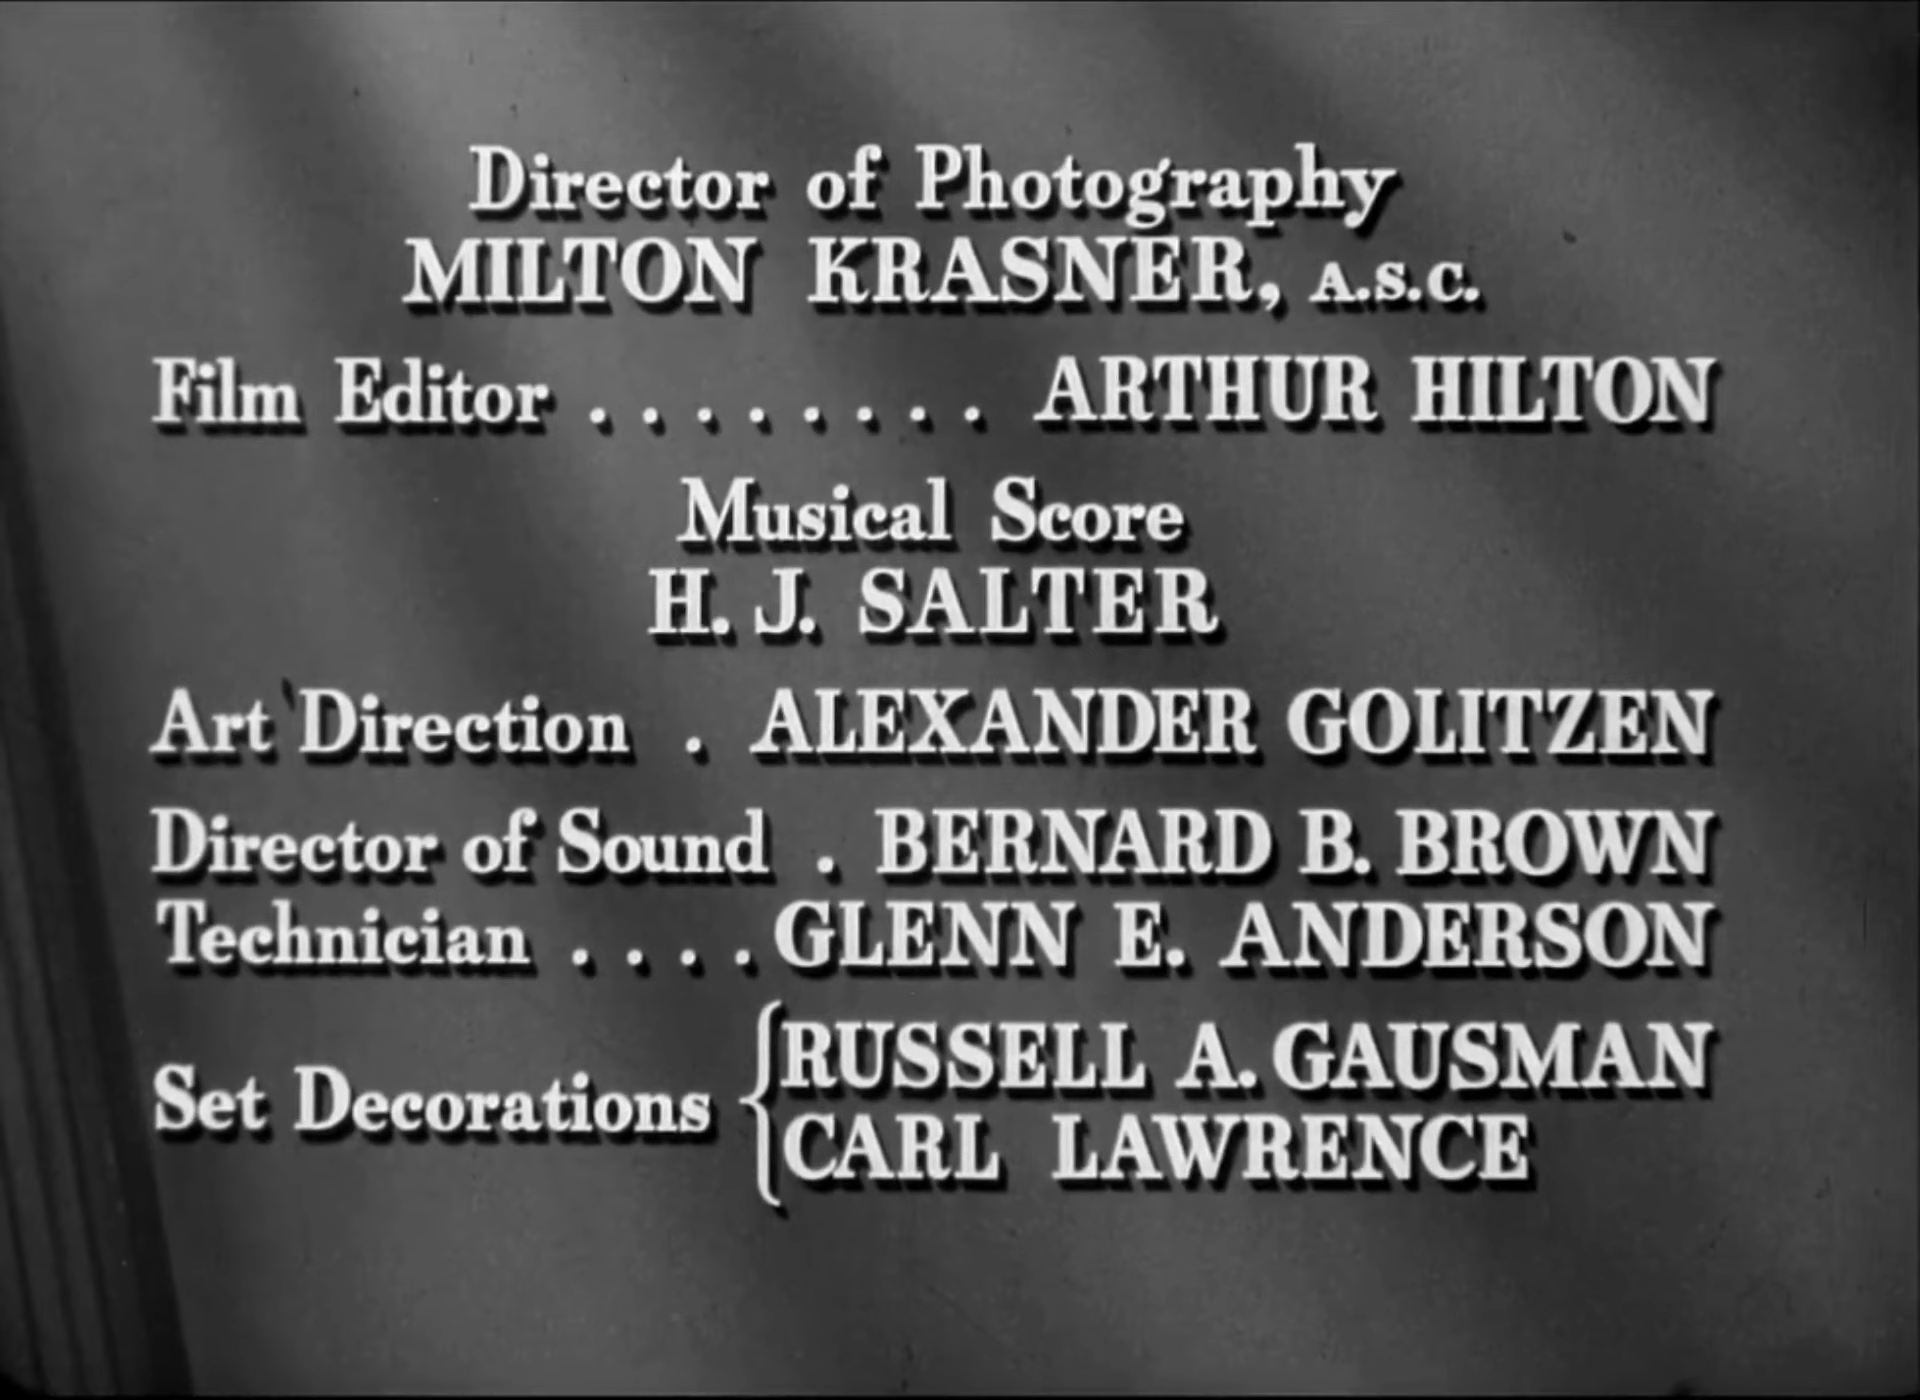 Director of Photography
MILTON KRASNER, A.S.C.
Film Editor ........ ARTHUR HILTON
Musical Score
H. J. SALTER
Art Direction . ALEXANDER GOLITZEN
Director of Sound . BERNARD B. BROWN
Technician .... GLENN E. ANDERSON
Set Decorations { RUSSELL A. GAUSMAN
CARL LAWRENCE